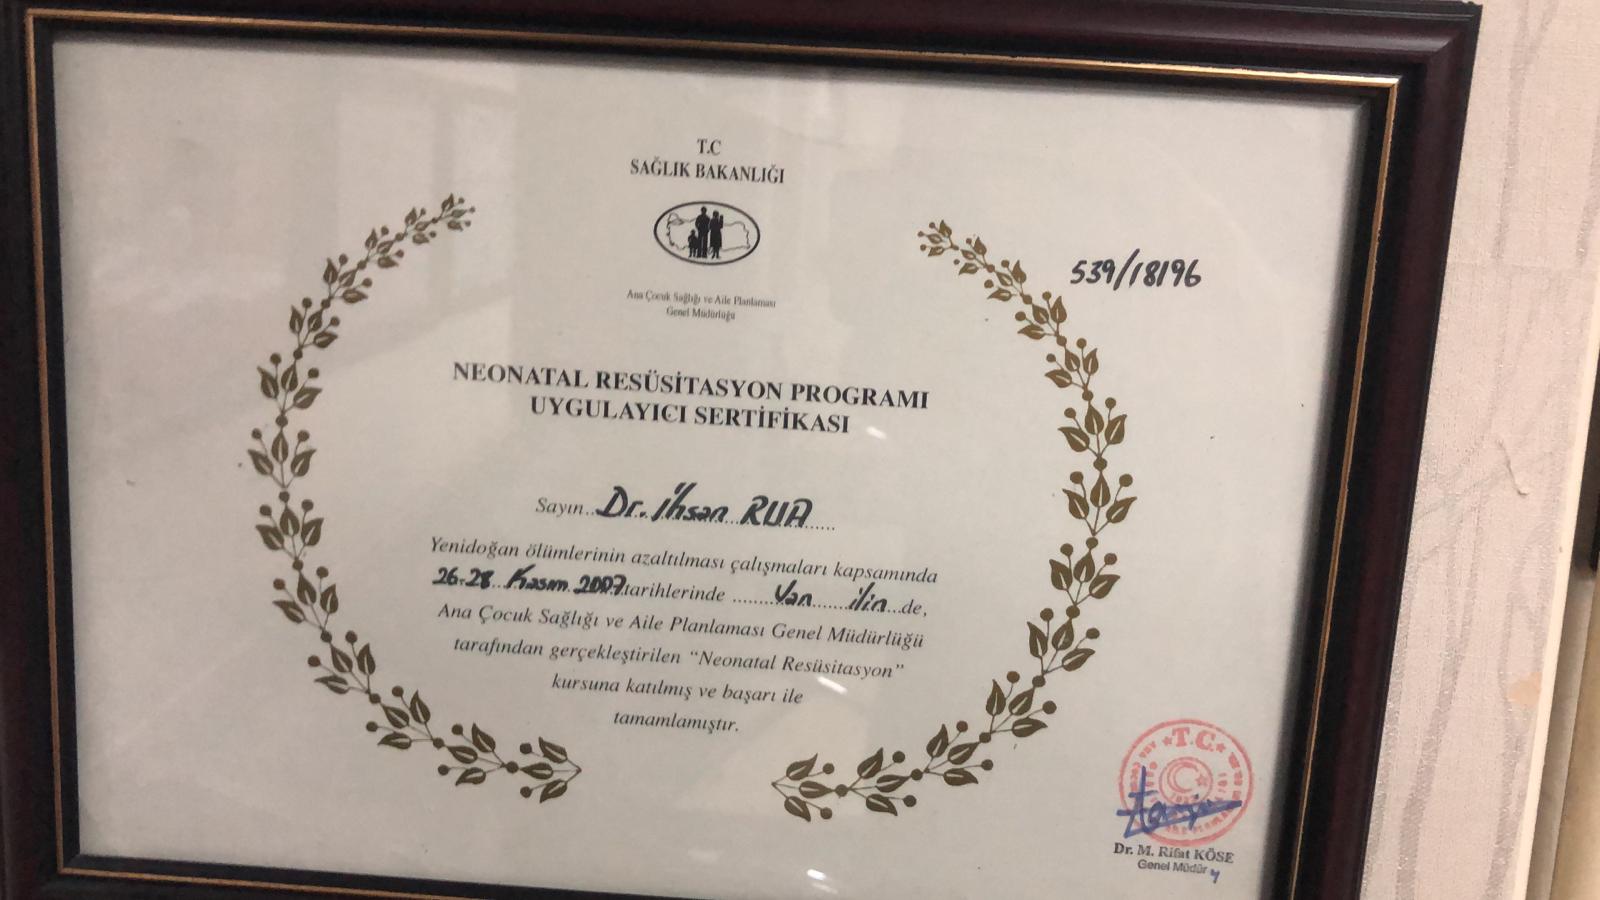 T.C
SAĞLIK BAKANLIĞI
Ana Çocuk Sağlığı ve Aile Planlaması
Genel Müdürlüğü
539/18196
NEONATAL RESÜSİTASYON PROGRAMI
UYGULAYICI SERTİFİKASI
Sayın..Dr. İhsan RUA......
Yenidoğan ölümlerinin azaltılması çalışmaları kapsamında
26-28 Kasım 2007 tarihlerinde .........Van......ilin...de,
Ana Çocuk Sağlığı ve Aile Planlaması Genel Müdürlüğü
tarafından gerçekleştirilen “Neonatal Resüsitasyon”
kursuna katılmış ve başarı ile
tamamlamıştır.
T.C.
Dr. M. Rifat KÖSE
Genel Müdür